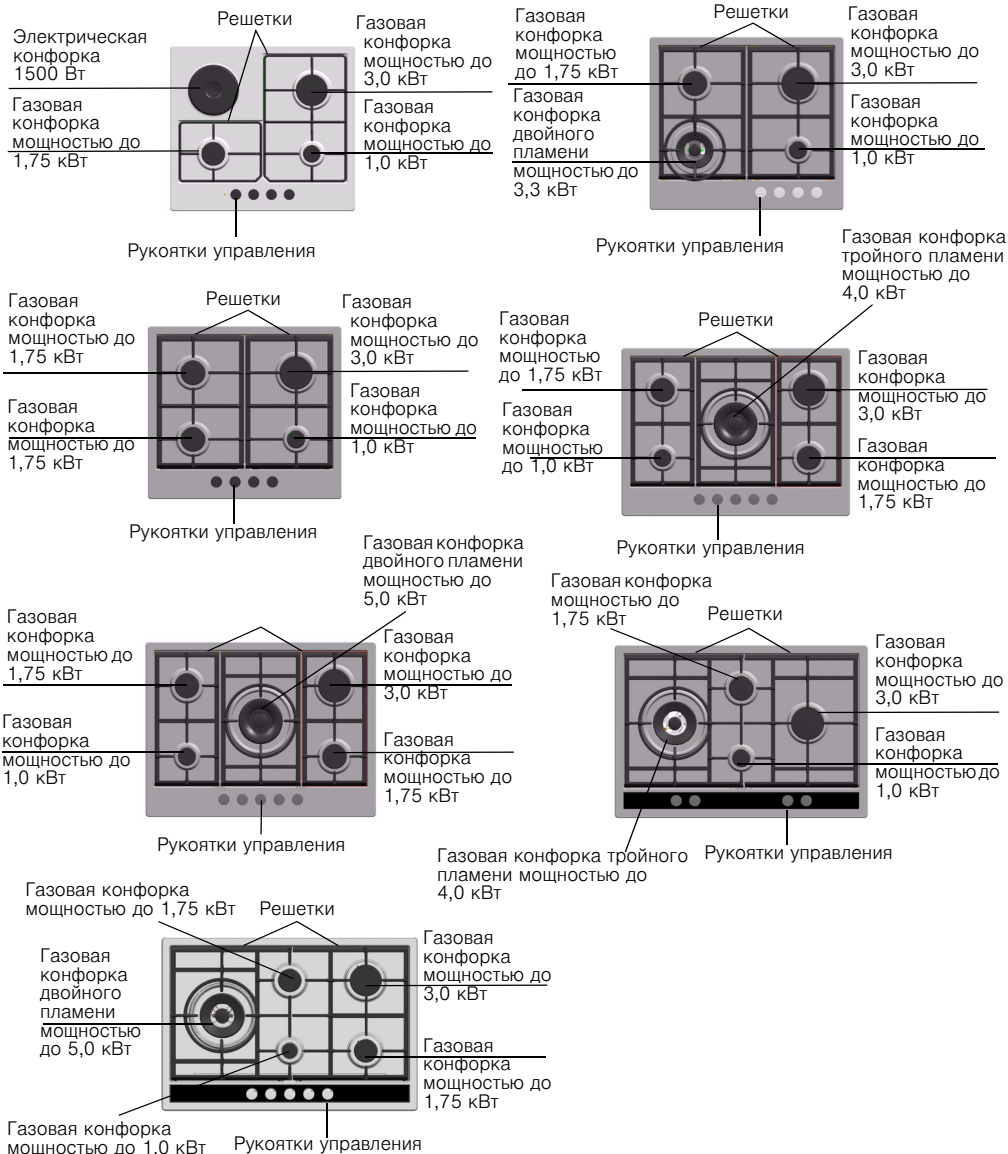 Электрическая
конфорка
1500 Вт
Газовая
конфорка
мощностью до
1,75 кВт
Решетки
Газовая
конфорка
мощностью до
3,0 кВт
Газовая
конфорка
мощностью до
1,0 кВт
Рукоятки управления
Газовая
конфорка
мощностью
до 1,75 кВт
Газовая
конфорка
двойного
пламени
мощностью до
3,3 кВт
Решетки
Газовая
конфорка
мощностью до
3,0 кВт
Газовая
конфорка
мощностью до
1,0 кВт
Рукоятки управления
Газовая
конфорка
мощностью до
1,75 кВт
Газовая
конфорка
мощностью до
1,75 кВт
Решетки
Газовая
конфорка
мощностью до
3,0 кВт
Газовая
конфорка
мощностью до
1,0 кВт
Рукоятки управления
Газовая конфорка
тройного пламени
мощностью до
4,0 кВт
Газовая
конфорка
мощностью
до 1,75 кВт
Газовая
конфорка
мощностью
до 1,0 кВт
Решетки
Газовая
конфорка
мощностью до
3,0 кВт
Газовая
конфорка
мощностью до
1,75 кВт
Рукоятки управления
Газовая конфорка
двойного пламени
мощностью до
5,0 кВт
Газовая
конфорка
мощностью до
1,75 кВт
Газовая
конфорка
мощностью до
1,0 кВт
Газовая
конфорка
мощностью до
3,0 кВт
Газовая
конфорка
мощностью до
1,75 кВт
Рукоятки управления
Газовая конфорка
мощностью до
1,75 кВт
Решетки
Газовая
конфорка
мощностью до
3,0 кВт
Газовая
конфорка
мощностью до
1,0 кВт
Газовая конфорка тройного
пламени мощностью до
4,0 кВт
Рукоятки управления
Газовая конфорка
мощностью до 1,75 кВт
Решетки
Газовая
конфорка
двойного
пламени
мощностью
до 5,0 кВт
Газовая
конфорка
мощностью до
3,0 кВт
Газовая
конфорка
мощностью до
1,75 кВт
Газовая конфорка
мощностью до 1,0 кВт
Рукоятки управления